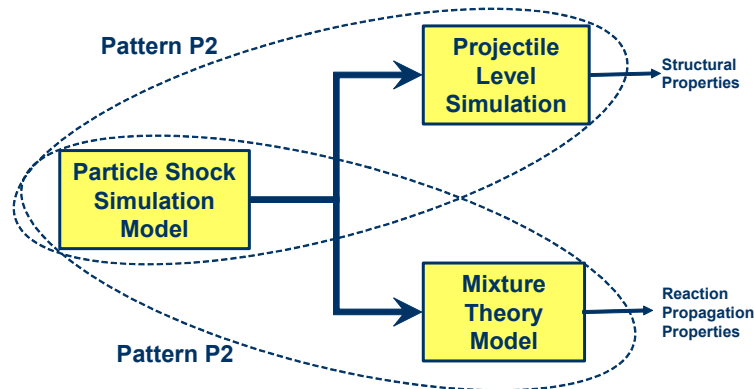 Pattern P2
Projectile
Level
Simulation
Structural
Properties
Particle Shock
Simulation
Model
Mixture
Theory
Model
Reaction
Propagation
Properties
Pattern P2